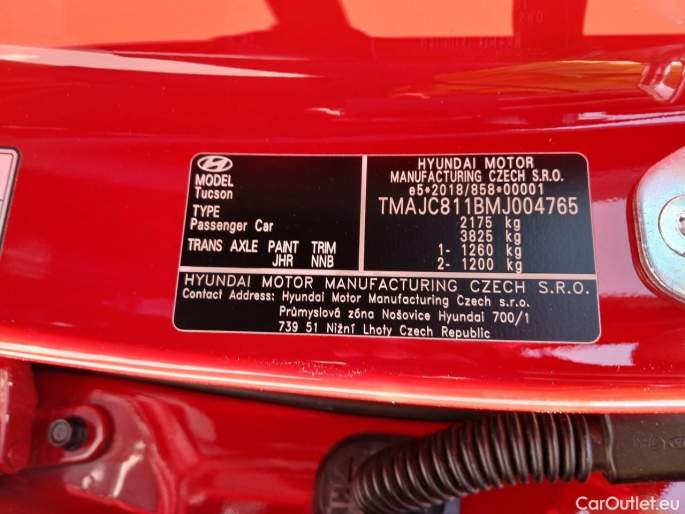 MODEL
Tucson
TYPE
Passenger Car
TRANS AXLE PAINT TRIM
JHR NNB
HYUNDAI MOTOR
MANUFACTURING CZECH S.R.O.
e5*2018/858*00001
TMAJC811BMJ004765
2175 kg
3825 kg
1- 1260 kg
2- 1200 kg
HYUNDAI MOTOR MANUFACTURING CZECH S.R.O.
Contact Address: Hyundai Motor Manufacturing Czech s.r.o.
Průmyslová zóna Nošovice Hyundai 700/1
739 51 Nižní Lhoty Czech Republic
CarOutlet.eu